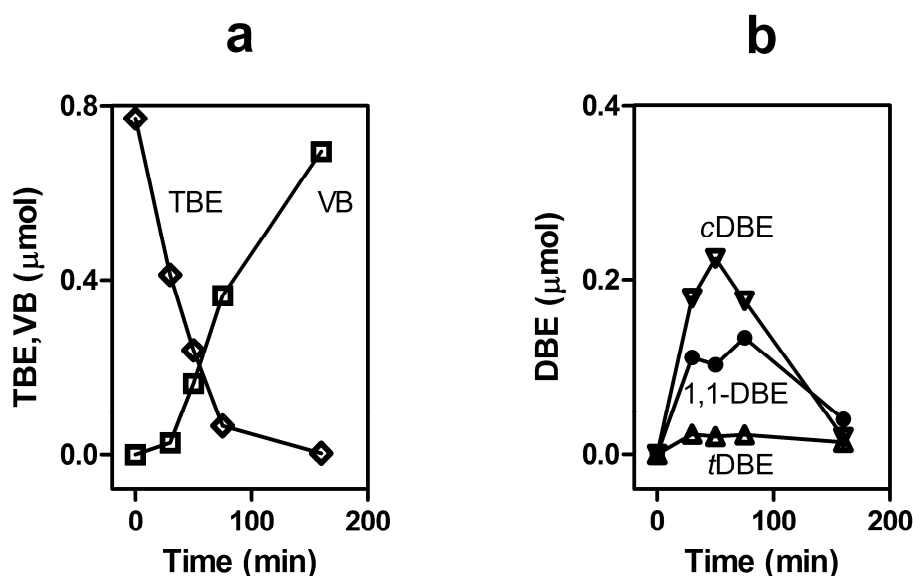 a
0.8
0.4
0.0
TBE,VB (μmol)
TBE
VB
0
100
200
Time (min)
b
0.4
0.2
0.0
DBE (μmol)
cDBE
1,1-DBE
tDBE
0
100
200
Time (min)